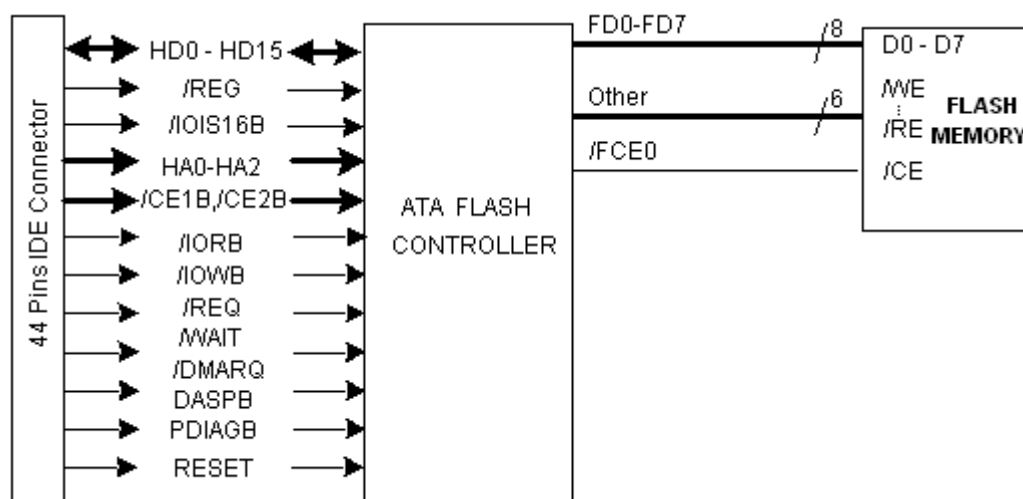 44 Pins IDE Connector
HD0 - HD15
/REG
/IOIS16B
HA0-HA2
/CE1B,/CE2B
/IORB
/IOWB
/REQ
/WAIT
/DMARQ
DASPB
PDIAGB
RESET
ATA FLASH
CONTROLLER
FD0-FD7
/8
Other
/6
/FCE0
D0 - D7
/WE
/RE
/CE
FLASH
MEMORY